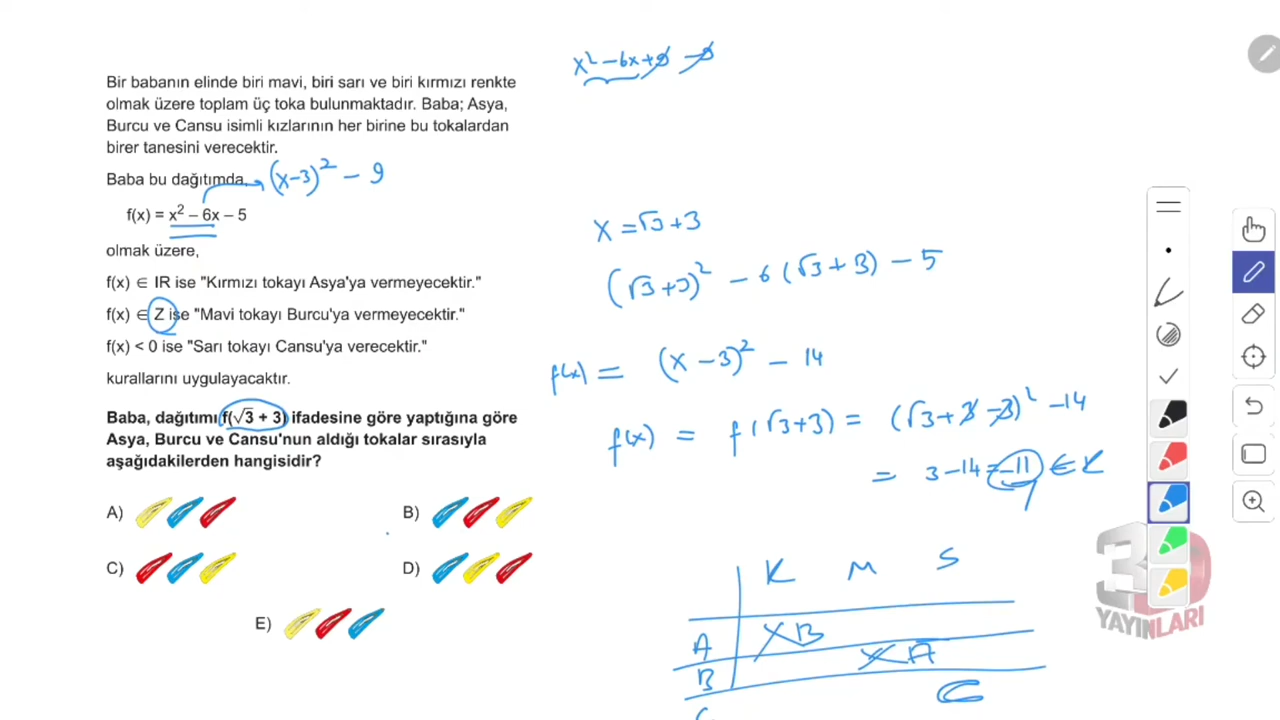 x² – 6x + 9 – 9
Bir babanın elinde biri mavi, biri sarı ve biri kırmızı renkte
olmak üzere toplam üç toka bulunmaktadır. Baba; Asya,
Burcu ve Cansu isimli kızlarının her birine bu tokalardan
birer tanesini verecektir.
Baba bu dağıtımda,
(x–3)² – 9
f(x) = x² – 6x – 5
olmak üzere,
f(x) ∈ IR ise "Kırmızı tokayı Asya'ya vermeyecektir."
f(x) ∈ Z ise "Mavi tokayı Burcu'ya vermeyecektir."
f(x) < 0 ise "Sarı tokayı Cansu'ya verecektir."
kurallarını uygulayacaktır.
Baba, dağıtımı f(√3 + 3) ifadesine göre yaptığına göre
Asya, Burcu ve Cansu'nun aldığı tokalar sırasıyla
aşağıdakilerden hangisidir?
A)
B)
C)
D)
E)
x = √3 + 3
(√3 + 3)² – 6(√3 + 3) – 5
f(x) = (x – 3)² – 14
f(x) = f(√3+3) = (√3 + 3 – 3)² – 14
= 3 – 14 = –11 ∈
K M S
A X B
B X A
C
3D
YAYINLARI